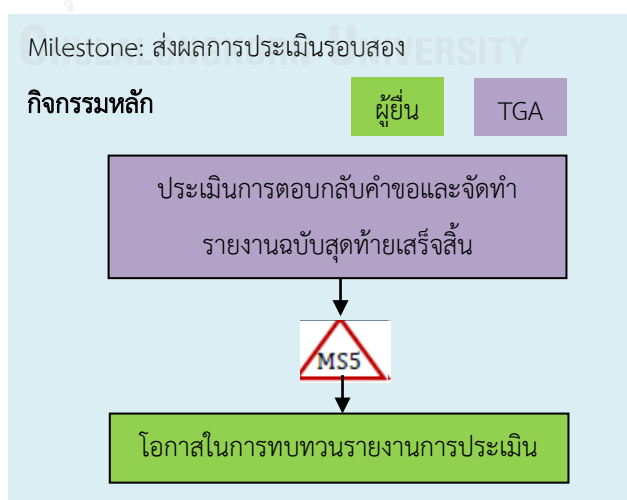 CHULALONGKORN UNIVERSITY
Milestone: ส่งผลการประเมินรอบสอง
กิจกรรมหลัก
ผู้ยื่น
TGA
ประเมินการตอบกลับคำขอและจัดทำ
รายงานฉบับสุดท้ายเสร็จสิ้น
MS5
โอกาสในการทบทวนรายงานการประเมิน